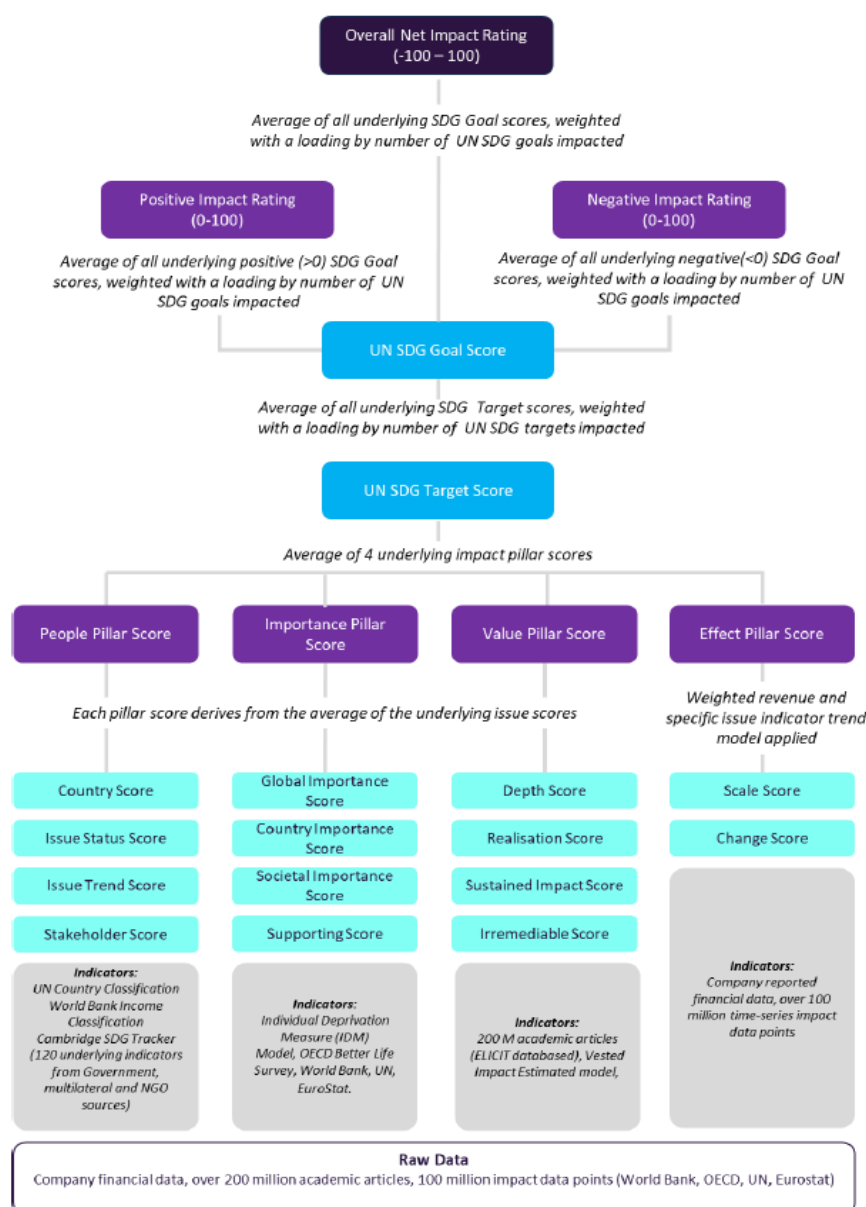 Overall Net Impact Rating
(-100 – 100)
Average of all underlying SDG Goal scores, weighted
with a loading by number of UN SDG goals impacted
Positive Impact Rating
(0-100)
Negative Impact Rating
(0-100)
Average of all underlying positive (>0) SDG Goal
scores, weighted with a loading by number of UN
SDG goals impacted
Average of all underlying negative(<0) SDG Goal
scores, weighted with a loading by number of UN
SDG goals impacted
UN SDG Goal Score
Average of all underlying SDG Target scores, weighted
with a loading by number of UN SDG targets impacted
UN SDG Target Score
Average of 4 underlying impact pillar scores
People Pillar Score
Importance Pillar
Score
Value Pillar Score
Effect Pillar Score
Each pillar score derives from the average of the underlying issue scores
Weighted revenue and
specific issue indicator trend
model applied
Country Score
Issue Status Score
Issue Trend Score
Stakeholder Score
Indicators:
UN Country Classification
World Bank Income
Classification
Cambridge SDG Tracker
(120 underlying indicators
from Government,
multilateral and NGO
sources)
Global Importance
Score
Country Importance
Score
Societal Importance
Score
Supporting Score
Indicators:
Individual Deprivation
Measure (IDM)
Model, OECD Better Life
Survey, World Bank, UN,
EuroStat.
Depth Score
Realisation Score
Sustained Impact Score
Irremediable Score
Indicators:
200 M academic articles
(ELICIT databased), Vested
Impact Estimated model,
Scale Score
Change Score
Indicators:
Company reported
financial data, over 100
million time-series impact
data points
Raw Data
Company financial data, over 200 million academic articles, 100 million impact data points (World Bank, OECD, UN, Eurostat)